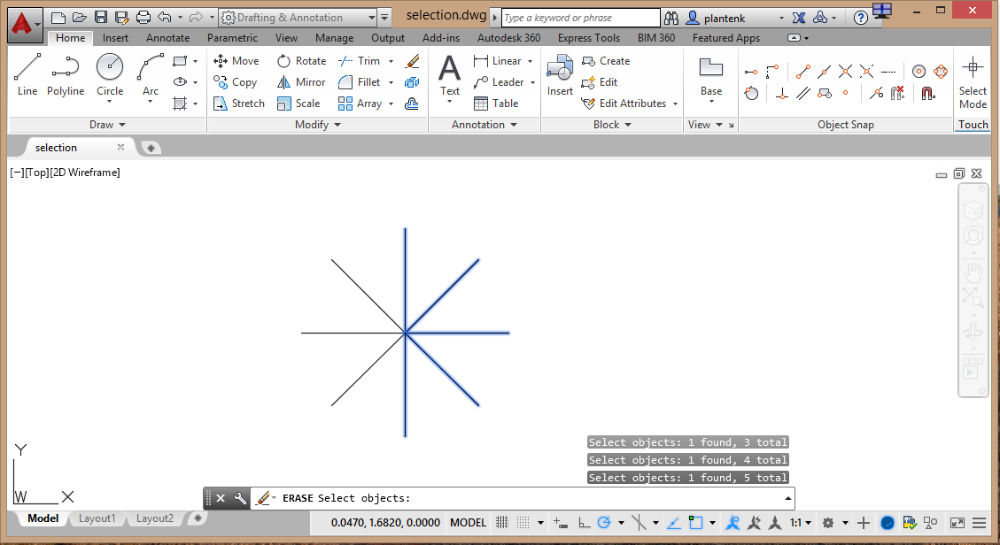 Drafting & Annotation selection.dwg Type a keyword or phrase plantenk
Home Insert Annotate Parametric View Manage Output Add-ins Autodesk 360 Express Tools BIM 360 Featured Apps
Line Polyline Circle Arc
Move Rotate Trim
Copy Mirror Fillet
Stretch Scale Array
Text Linear
Leader
Table
Insert Create
Edit
Edit Attributes
Base
Select
Mode
Draw Modify Annotation Block View Object Snap Touch
selection
[−][Top][2D Wireframe]
Y
W X
Select objects: 1 found, 3 total
Select objects: 1 found, 4 total
Select objects: 1 found, 5 total
ERASE Select objects:
Model Layout1 Layout2 0.0470, 1.6820, 0.0000 MODEL 1:1